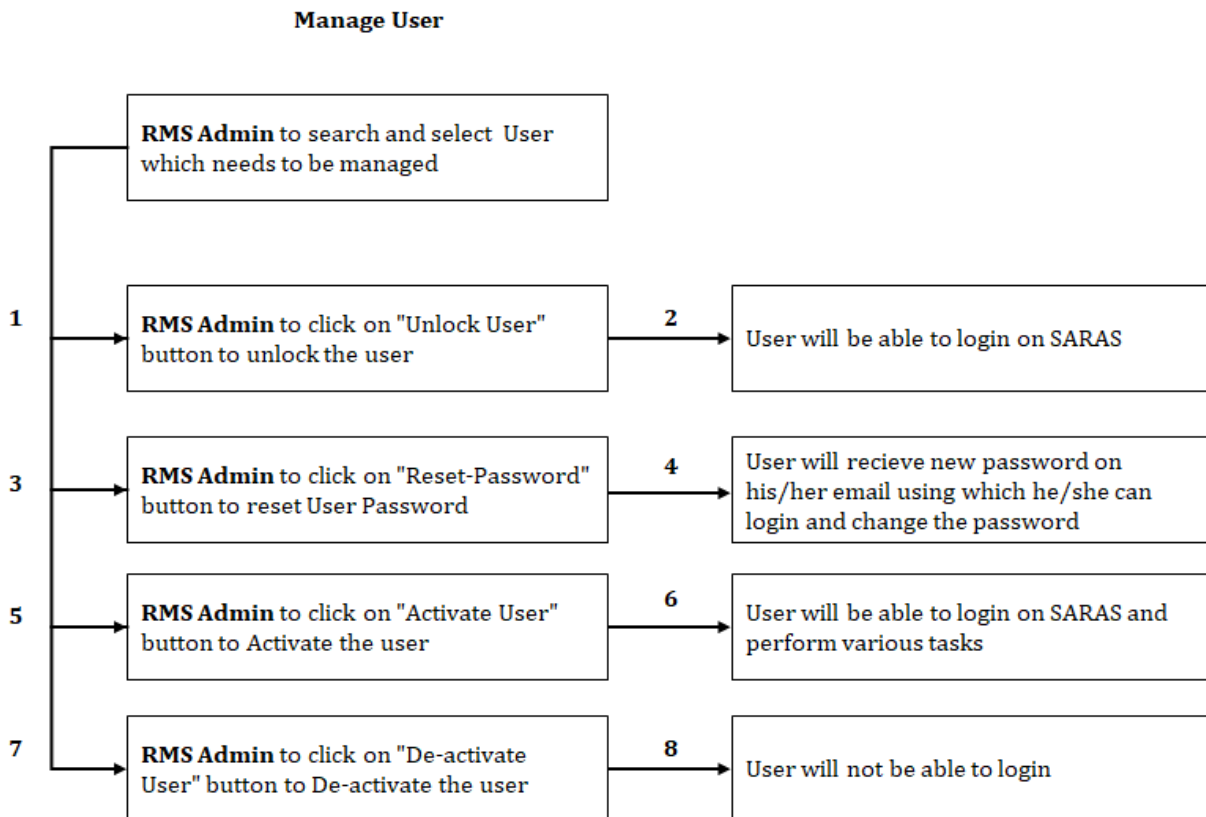 Manage User
RMS Admin to search and select User
which needs to be managed
1
RMS Admin to click on "Unlock User"
button to unlock the user
2
User will be able to login on SARAS
3
RMS Admin to click on "Reset-Password"
button to reset User Password
4
User will recieve new password on
his/her email using which he/she can
login and change the password
5
RMS Admin to click on "Activate User"
button to Activate the user
6
User will be able to login on SARAS and
perform various tasks
7
RMS Admin to click on "De-activate
User" button to De-activate the user
8
User will not be able to login